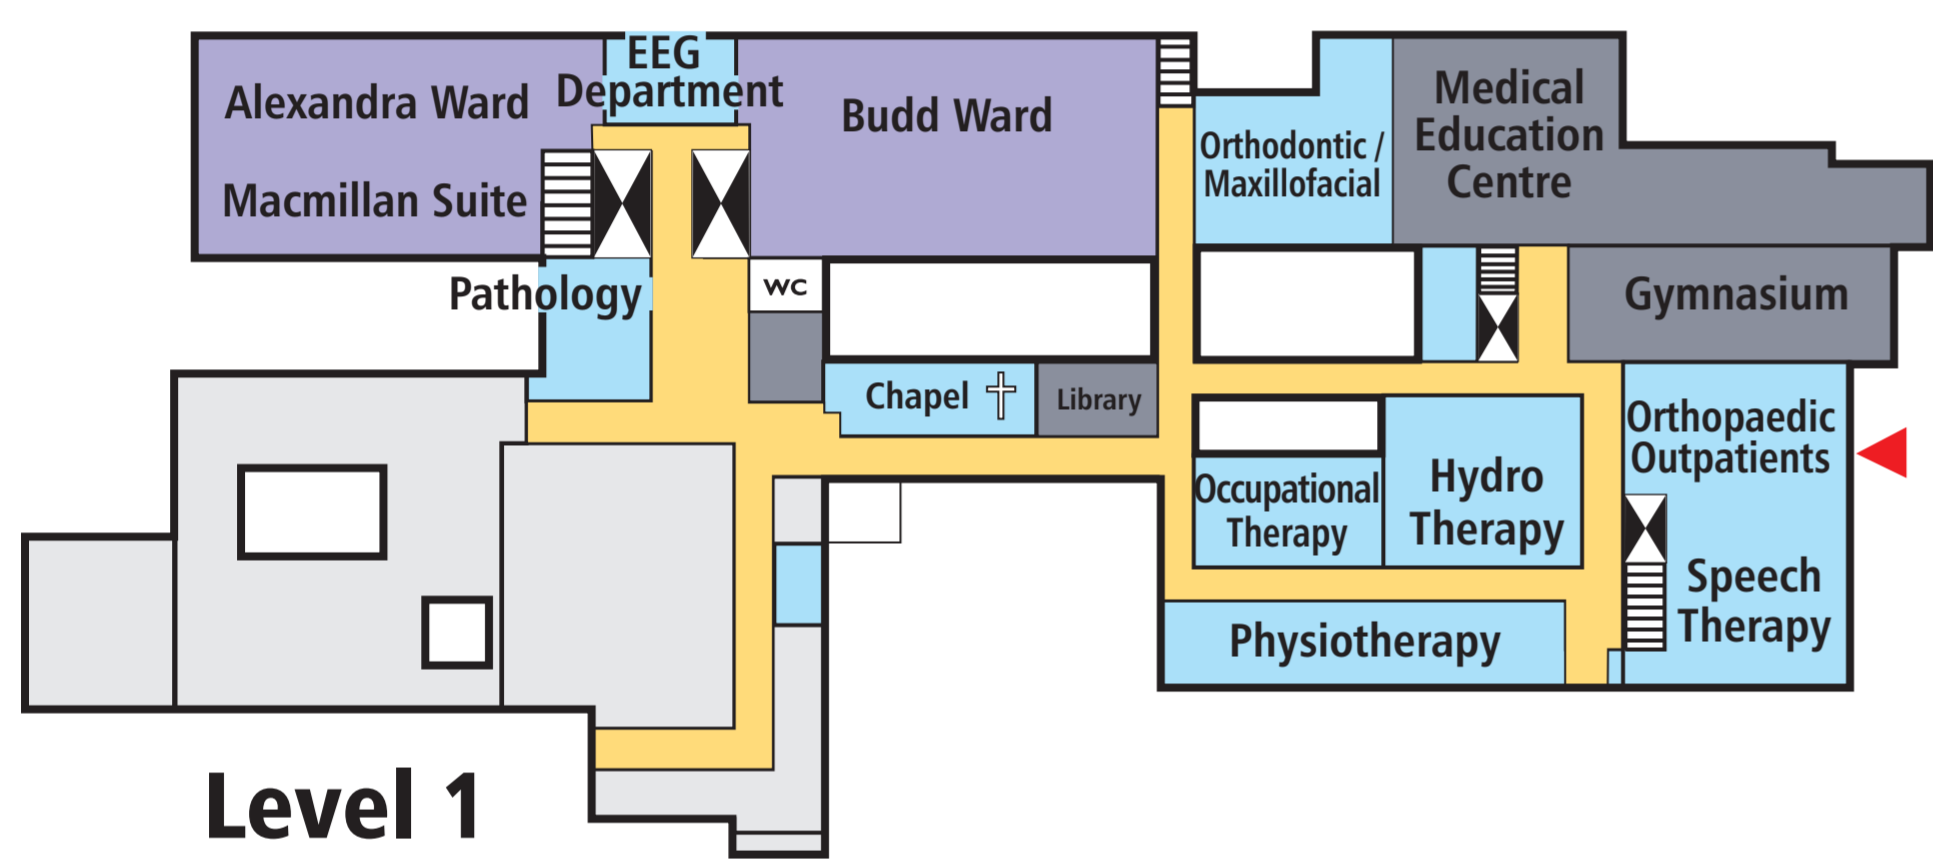 EEG
Department
Alexandra Ward
Macmillan Suite
Budd Ward
Orthodontic /
Maxillofacial
Medical
Education
Centre
Pathology
WC
Gymnasium
Chapel
Library
Orthopaedic
Outpatients
Occupational
Therapy
Hydro
Therapy
Speech
Therapy
Physiotherapy
Level 1